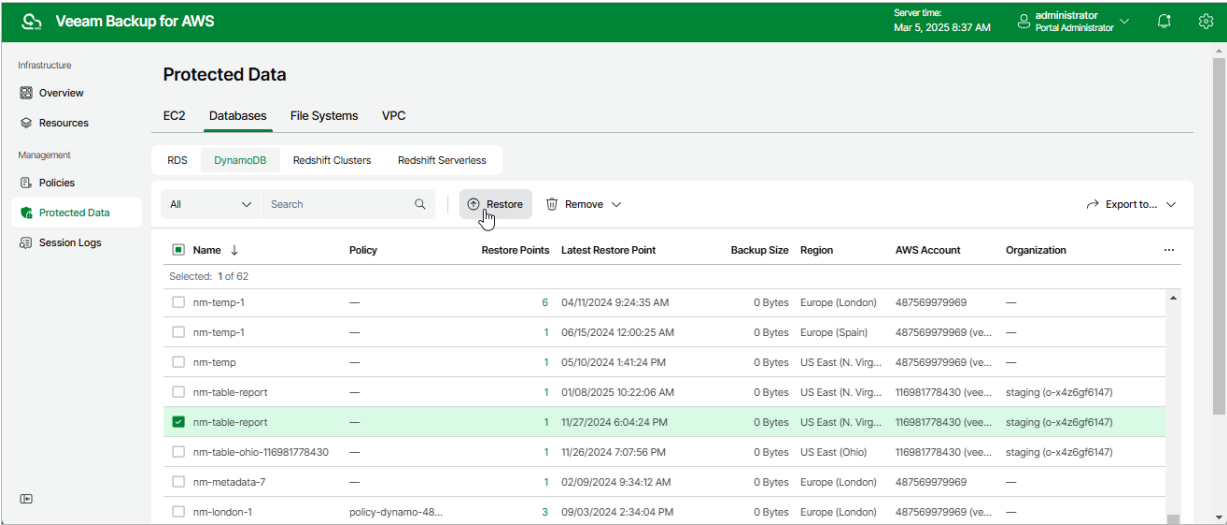 Veeam Backup for AWS
Server time:
Mar 5, 2025 8:37 AM
administrator
Portal Administrator
Infrastructure
Overview
Resources
Management
Policies
Protected Data
Session Logs
Protected Data
EC2 Databases File Systems VPC
RDS DynamoDB Redshift Clusters Redshift Serverless
All Search Restore Remove Export to...
Name Policy Restore Points Latest Restore Point Backup Size Region AWS Account Organization ...
Selected: 1 of 62
nm-temp-1 — 6 04/11/2024 9:24:35 AM 0 Bytes Europe (London) 487569979969 —
nm-temp-1 — 1 06/15/2024 12:00:25 AM 0 Bytes Europe (Spain) 487569979969 (ve... —
nm-temp — 1 05/10/2024 1:41:24 PM 0 Bytes US East (N. Virg... 487569979969 (ve... —
nm-table-report — 1 01/08/2025 10:22:06 AM 0 Bytes US East (N. Virg... 116981778430 (vee... staging (o-x4z6gf6147)
nm-table-report — 1 11/27/2024 6:04:24 PM 0 Bytes US East (N. Virg... 116981778430 (vee... staging (o-x4z6gf6147)
nm-table-ohio-116981778430 — 1 11/26/2024 7:07:56 PM 0 Bytes US East (Ohio) 116981778430 (vee... staging (o-x4z6gf6147)
nm-metadata-7 — 1 02/09/2024 9:34:12 AM 0 Bytes Europe (London) 487569979969 —
nm-london-1 policy-dynamo-48... 3 09/03/2024 2:34:04 PM 0 Bytes Europe (London) 487569979969 (ve... —